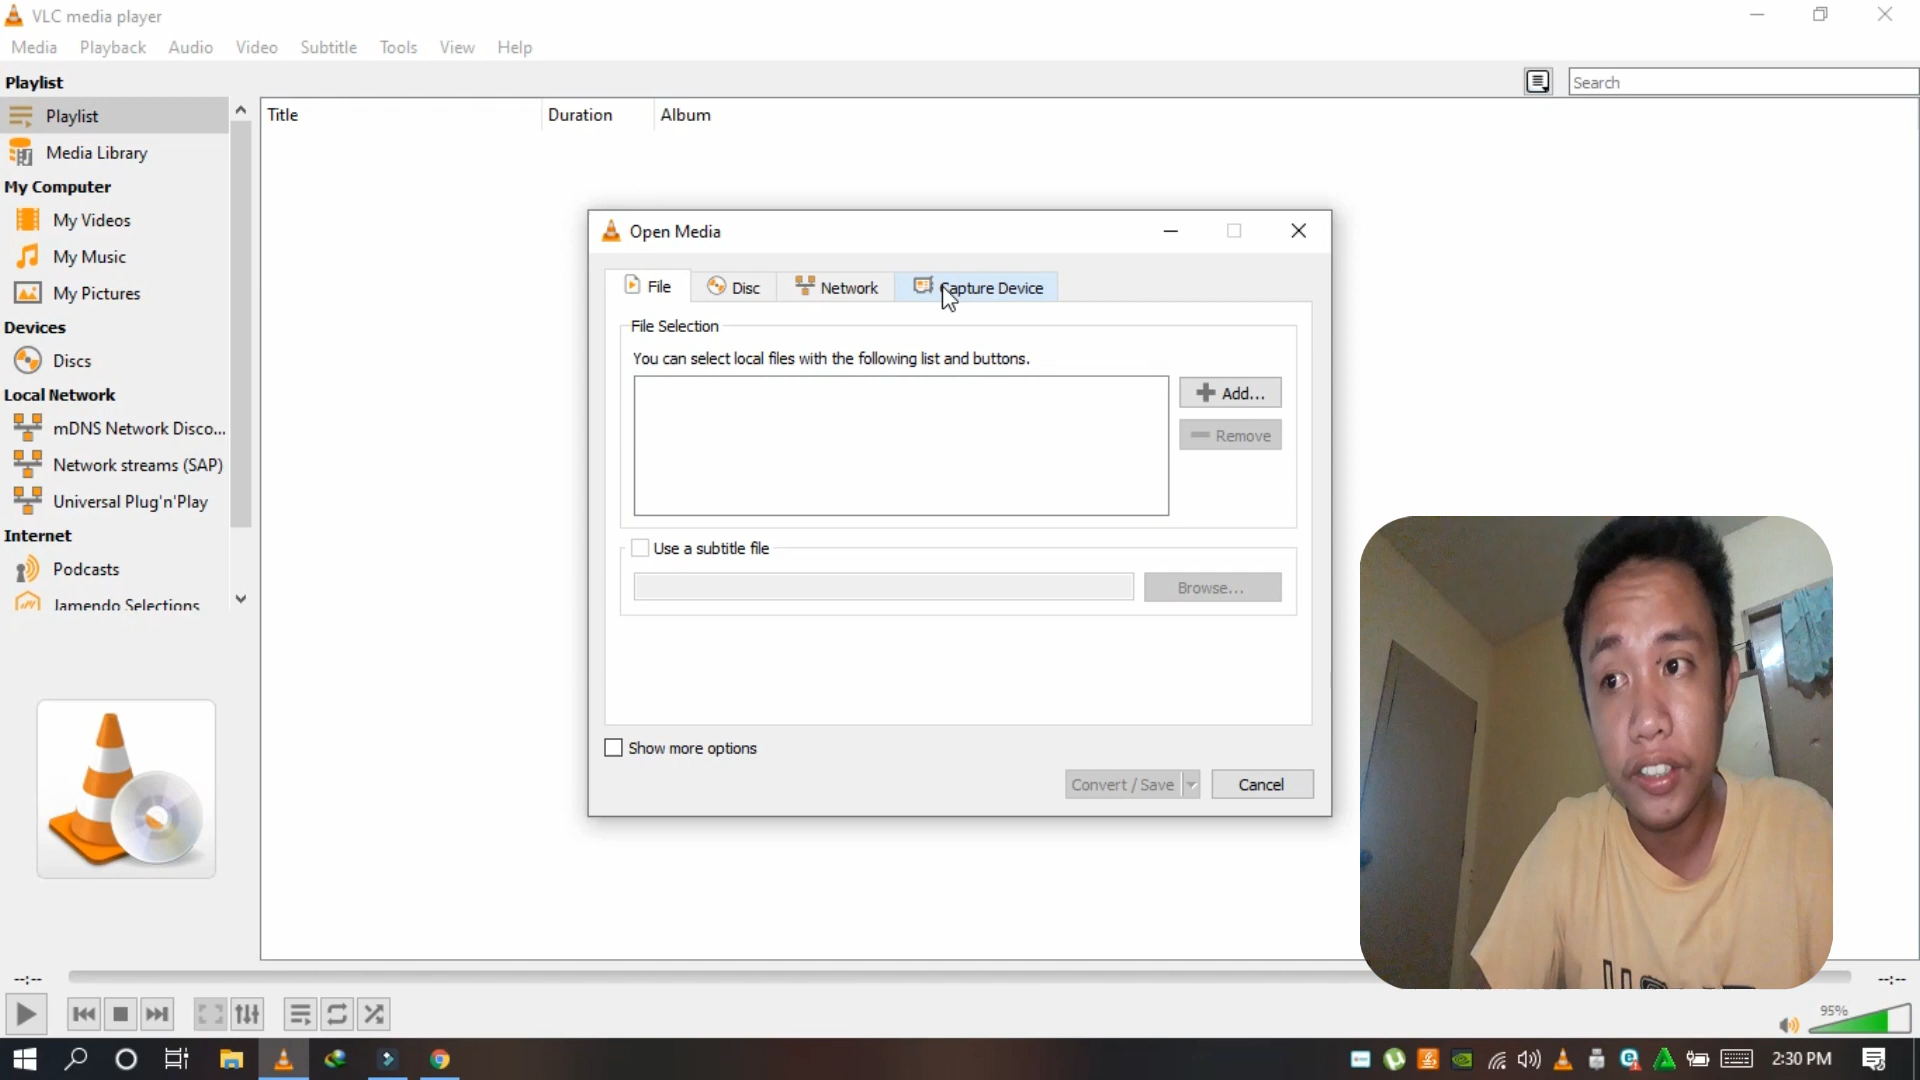 VLC media player
Media Playback Audio Video Subtitle Tools View Help
Playlist
Search
Playlist
Title Duration Album
Media Library
My Computer
My Videos
My Music
My Pictures
Devices
Discs
Local Network
mDNS Network Disco...
Network streams (SAP)
Universal Plug'n'Play
Internet
Podcasts
Jamendo Selections
Open Media
File Disc Network Capture Device
File Selection
You can select local files with the following list and buttons.
Add...
Remove
Use a subtitle file
Browse...
Show more options
Convert / Save Cancel
--:-- --:--
95%
2:30 PM